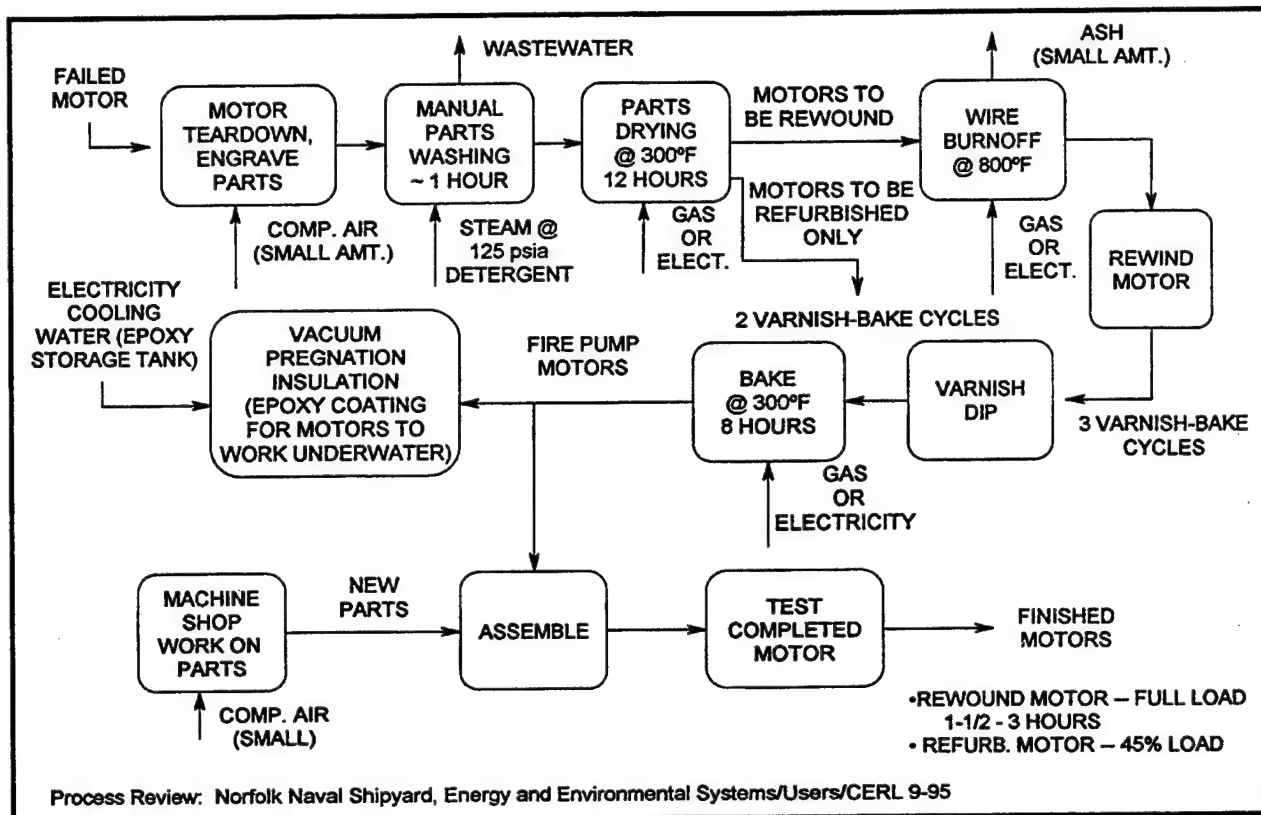 WASTEWATER
ASH
(SMALL AMT.)
FAILED
MOTOR
MOTOR
TEARDOWN,
ENGRAVE
PARTS
MANUAL
PARTS
WASHING
~ 1 HOUR
PARTS
DRYING
@ 300ºF
12 HOURS
MOTORS TO
BE REWOUND
WIRE
BURNOFF
@ 800ºF
MOTORS TO BE
REFURBISHED
ONLY
COMP. AIR
(SMALL AMT.)
STEAM @
125 psia
DETERGENT
GAS
OR
ELECT.
GAS
OR
ELECT.
REWIND
MOTOR
ELECTRICITY
COOLING
WATER (EPOXY
STORAGE TANK)
VACUUM
PREGNATION
INSULATION
(EPOXY COATING
FOR MOTORS TO
WORK UNDERWATER)
FIRE PUMP
MOTORS
2 VARNISH-BAKE CYCLES
BAKE
@ 300ºF
8 HOURS
VARNISH
DIP
3 VARNISH-BAKE
CYCLES
GAS
OR
ELECTRICITY
MACHINE
SHOP
WORK ON
PARTS
NEW
PARTS
ASSEMBLE
TEST
COMPLETED
MOTOR
FINISHED
MOTORS
COMP. AIR
(SMALL)
•REWOUND MOTOR – FULL LOAD
1-1/2 - 3 HOURS
• REFURB. MOTOR – 45% LOAD
Process Review: Norfolk Naval Shipyard, Energy and Environmental Systems/Users/CERL 9-95